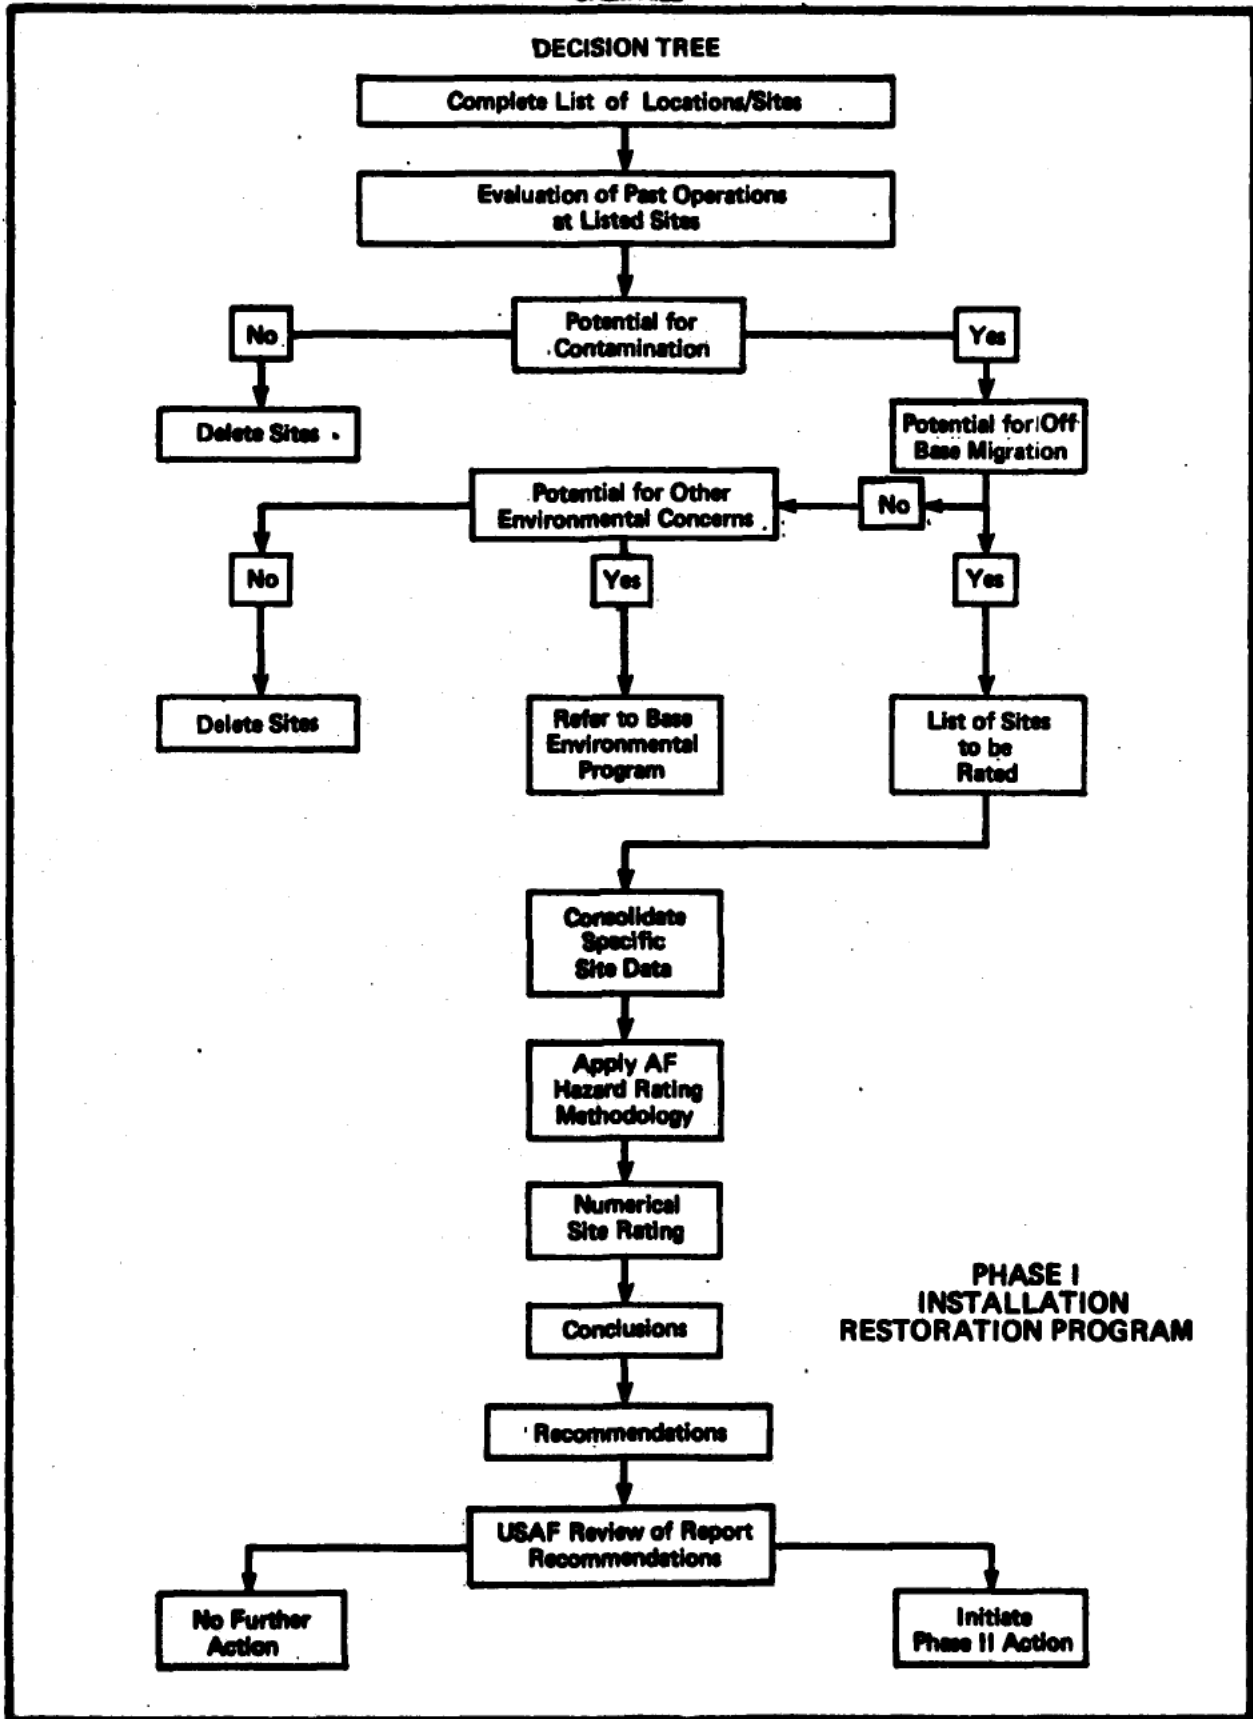 DECISION TREE
Complete List of Locations/Sites
Evaluation of Past Operations
at Listed Sites
No
Potential for
Contamination
Yes
Delete Sites
Potential for Off
Base Migration
Potential for Other
Environmental Concerns
No
No
Yes
Yes
Delete Sites
Refer to Base
Environmental
Program
List of Sites
to be
Rated
Consolidate
Specific
Site Data
Apply AF
Hazard Rating
Methodology
Numerical
Site Rating
PHASE I
INSTALLATION
RESTORATION PROGRAM
Conclusions
Recommendations
USAF Review of Report
Recommendations
No Further
Action
Initiate
Phase II Action